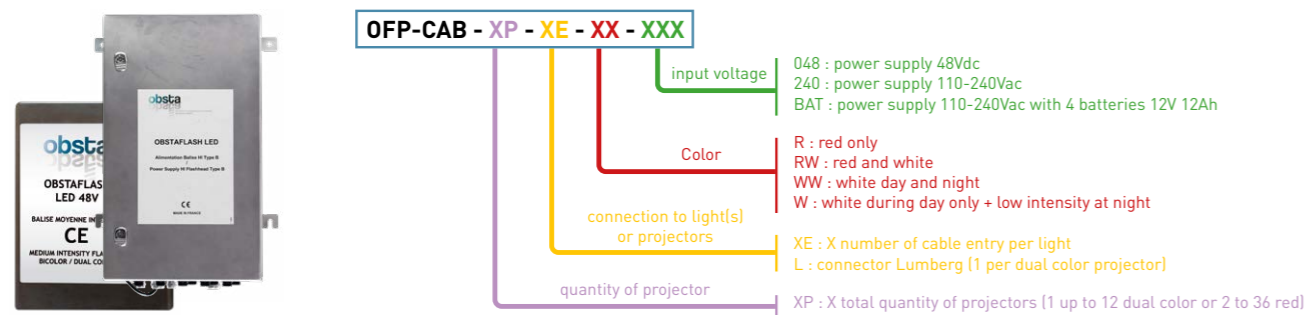 obsta
OBSTAFLASH LED
Alimentation Balise HI Type B
/
Power Supply HI Flashhead Type B
CE
MADE IN FRANCE
obsta
OBSTAFLAS
LED 48V
BALISE MOYENNE IN
CE
MEDIUM INTENSITY FLA
BICOLOR / DUAL CO
OFP-CAB - XP - XE - XX - XXX
input voltage
048 : power supply 48Vdc
240 : power supply 110-240Vac
BAT : power supply 110-240Vac with 4 batteries 12V 12Ah
Color
R : red only
RW : red and white
WW : white day and night
W : white during day only + low intensity at night
connection to light(s)
or projectors
XE : X number of cable entry per light
L : connector Lumberg (1 per dual color projector)
quantity of projector
XP : X total quantity of projectors (1 up to 12 dual color or 2 to 36 red)